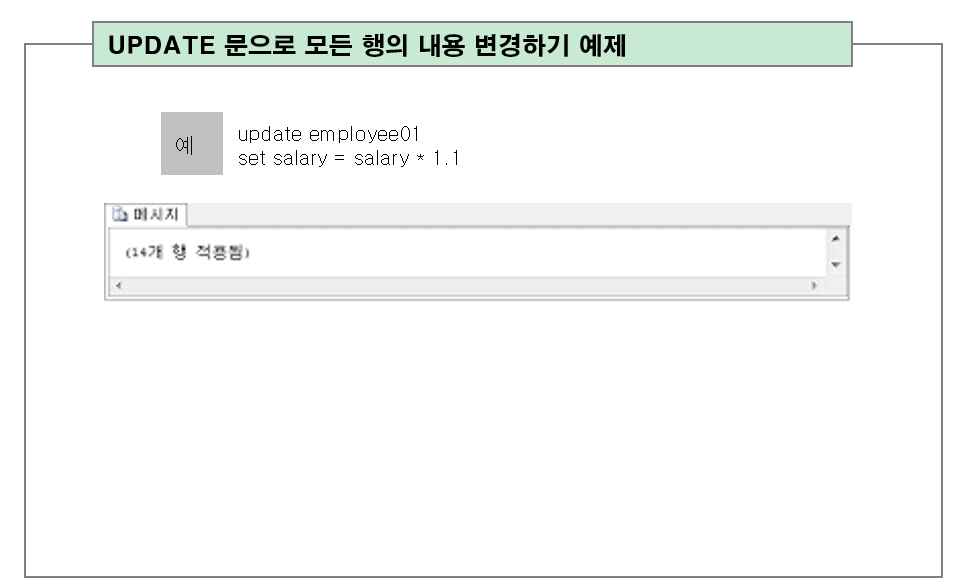 UPDATE 문으로 모든 행의 내용 변경하기 예제
예
update employee01
set salary = salary * 1.1
메시지
(14개 행 적용됨)